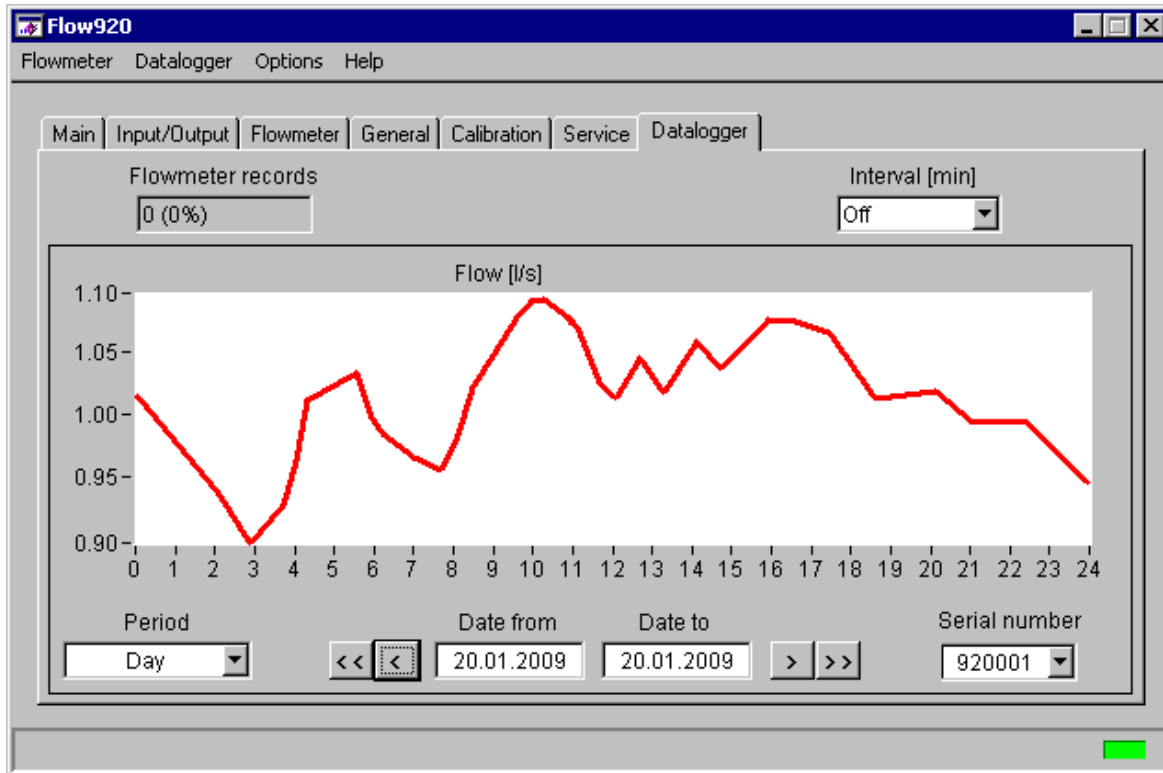 Flow920
Flowmeter Datalogger Options Help
Main Input/Output Flowmeter General Calibration Service Datalogger
Flowmeter records Interval [min]
0 (0%) Off
Flow [l/s]
1.10
1.05
1.00
0.95
0.90
0 1 2 3 4 5 6 7 8 9 10 11 12 13 14 15 16 17 18 19 20 21 22 23 24
Period Date from Date to Serial number
Day << < 20.01.2009 20.01.2009 > >> 920001